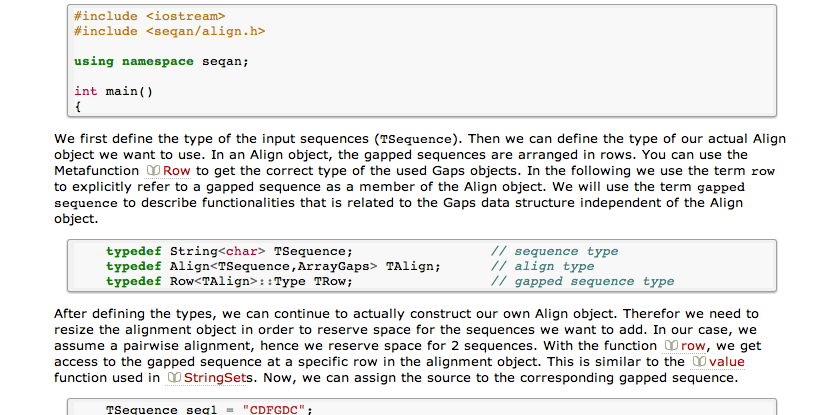 #include <iostream>
#include <seqan/align.h>
using namespace seqan;
int main()
{
We first define the type of the input sequences (TSequence). Then we can define the type of our actual Align
object we want to use. In an Align object, the gapped sequences are arranged in rows. You can use the
Metafunction Row to get the correct type of the used Gaps objects. In the following we use the term row
to explicitly refer to a gapped sequence as a member of the Align object. We will use the term gapped
sequence to describe functionalities that is related to the Gaps data structure independent of the Align
object.
typedef String<char> TSequence; // sequence type
typedef Align<TSequence,ArrayGaps> TAlign; // align type
typedef Row<TAlign>::Type TRow; // gapped sequence type
After defining the types, we can continue to actually construct our own Align object. Therefor we need to
resize the alignment object in order to reserve space for the sequences we want to add. In our case, we
assume a pairwise alignment, hence we reserve space for 2 sequences. With the function row, we get
access to the gapped sequence at a specific row in the alignment object. This is similar to the value
function used in StringSets. Now, we can assign the source to the corresponding gapped sequence.
TSequence seq1 = "CDFGDC";